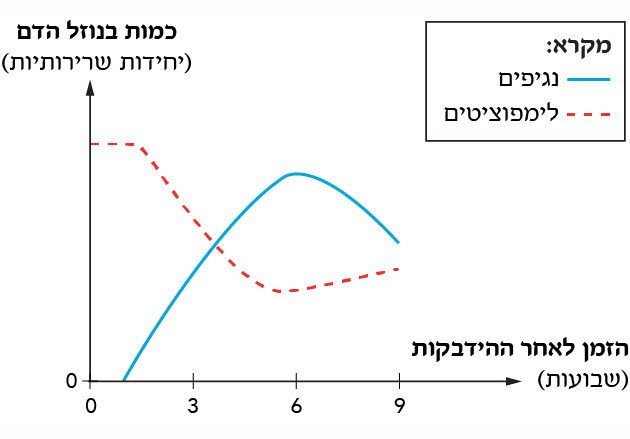 כמות בנוזל הדם
(יחידות שרירותיות)
מקרא:
נגיפים
לימפוציטים
0
0
3
6
9
הזמן לאחר ההידבקות
(שבועות)